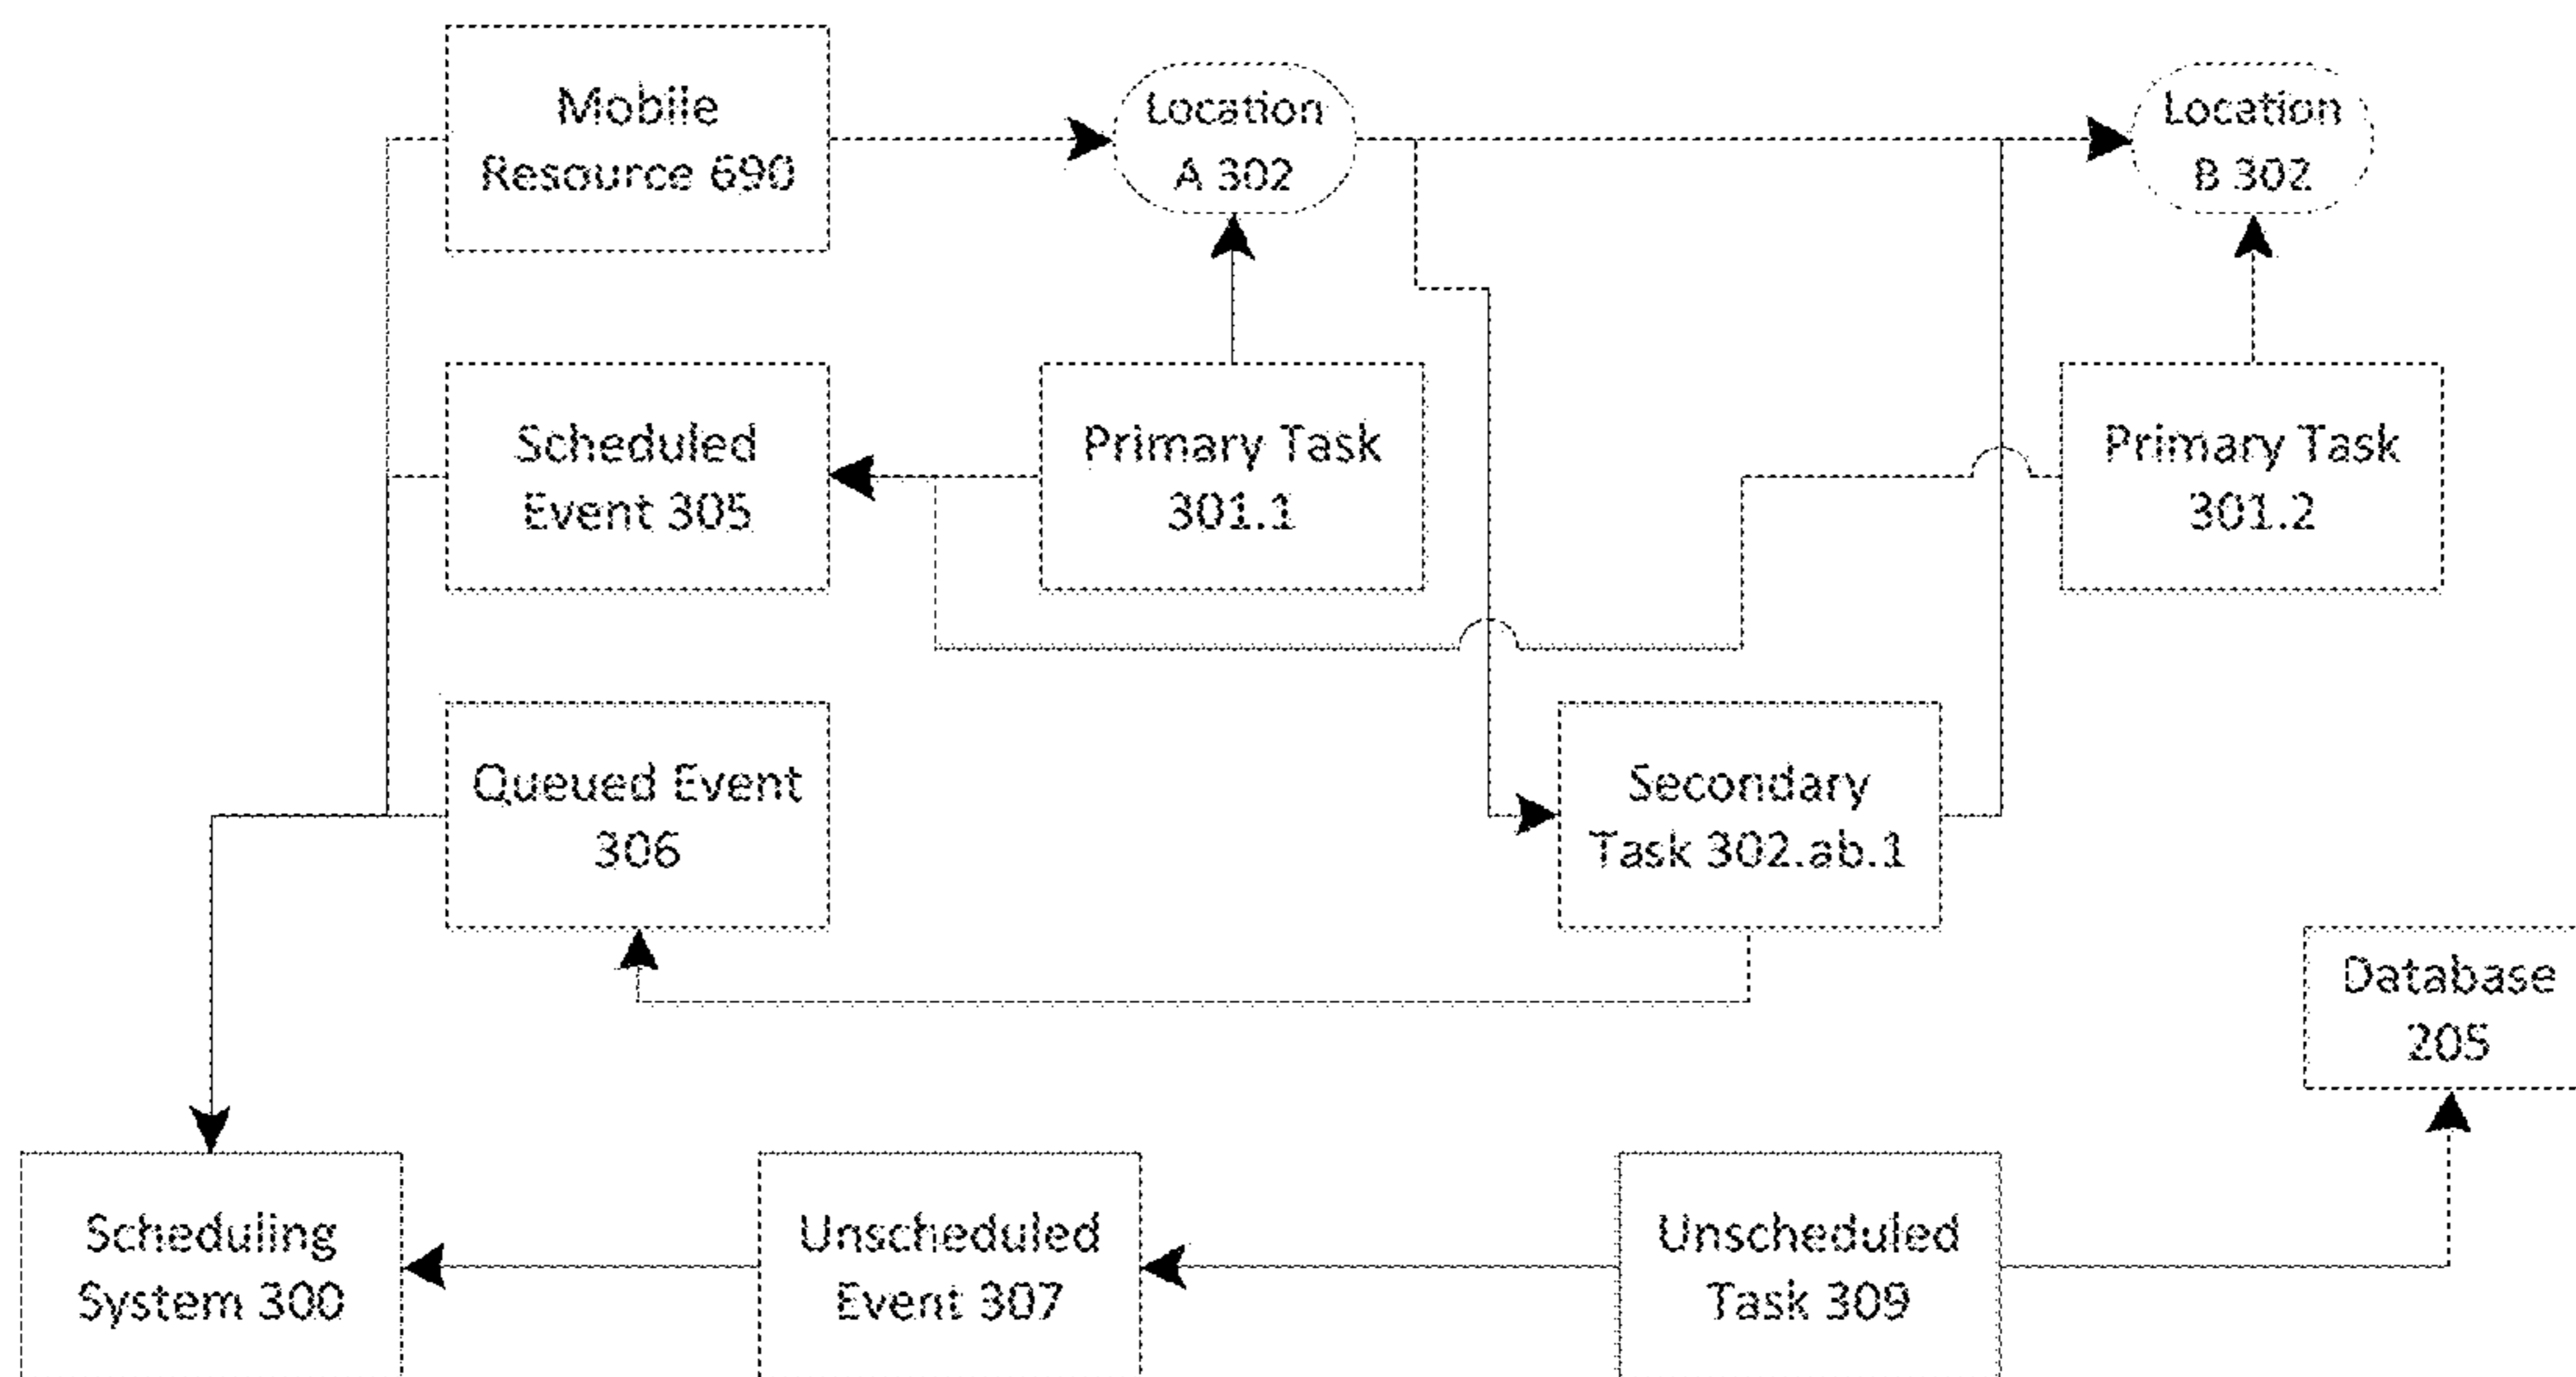 Mobile
Resource 690
Location
A 302
Location
B 302
Scheduled
Event 305
Primary Task
301.1
Primary Task
301.2
Queued Event
306
Secondary
Task 302.ab.1
Database
205
Scheduling
System 300
Unscheduled
Event 307
Unscheduled
Task 309